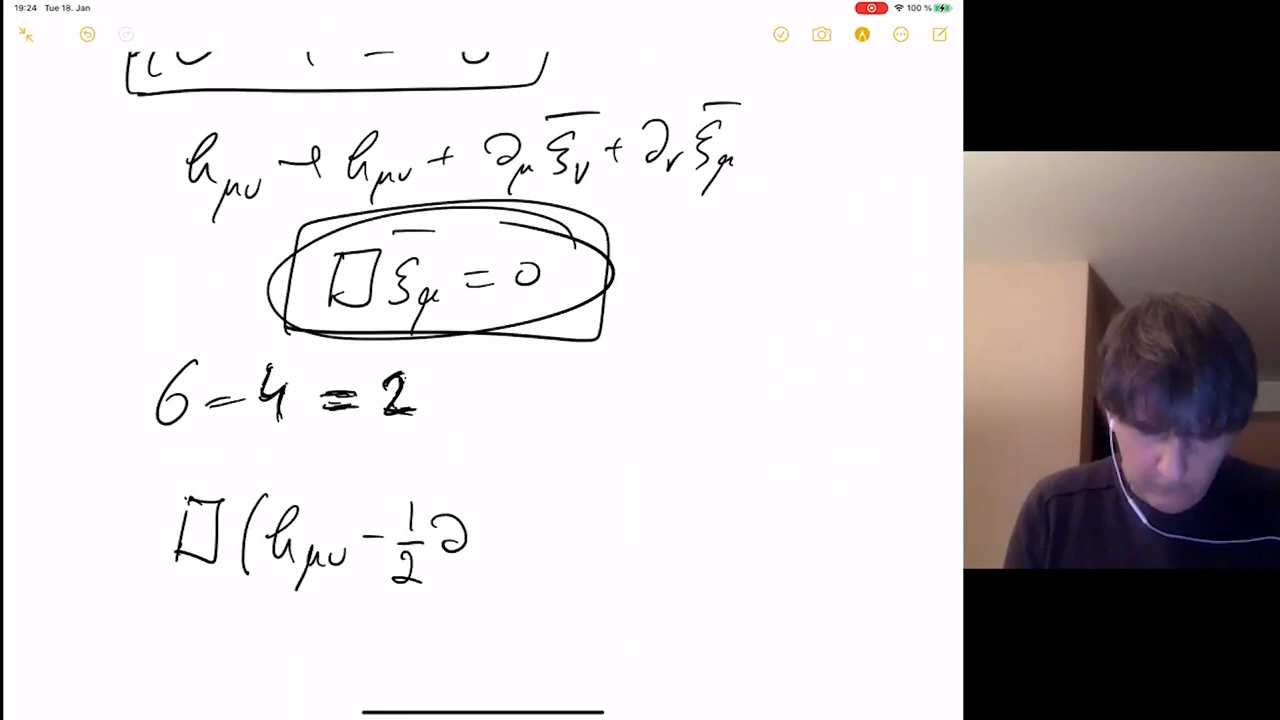 19:24 Tue 18. Jan 100 %
h_μν → h_μν + ∂_μ ξ̄_ν + ∂_ν ξ̄_μ
□ ξ̄_μ = 0
6 - 4 = 2
□ (h_μν - 1/2 ∂